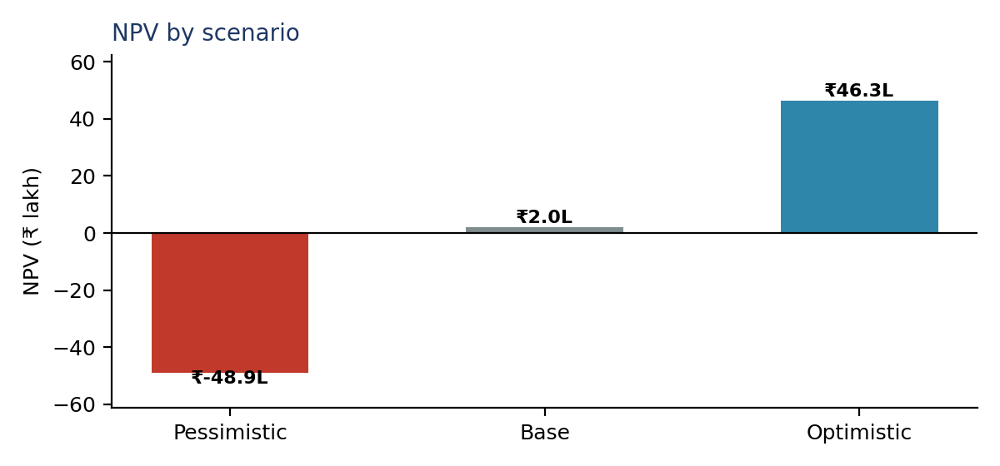 NPV by scenario
NPV (₹ lakh)
60
40
20
0
−20
−40
−60
₹-48.9L
₹2.0L
₹46.3L
Pessimistic
Base
Optimistic